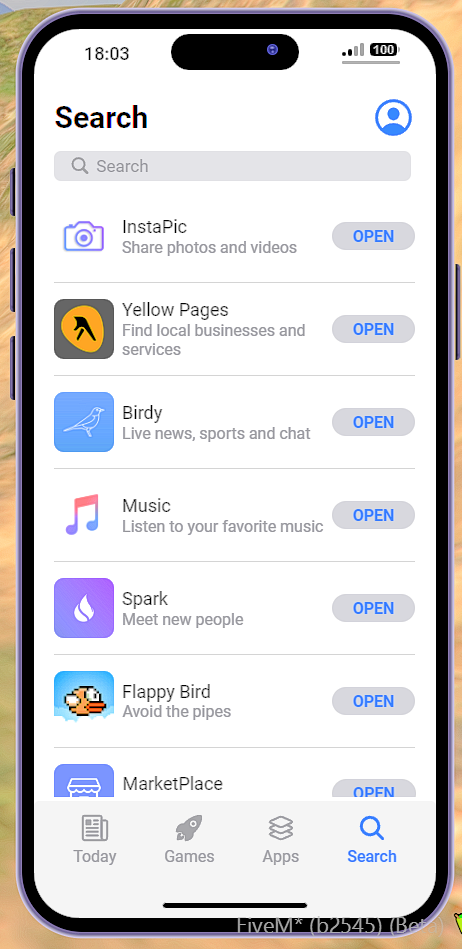 18:03
100
Search
Search
InstaPic
Share photos and videos
OPEN
Yellow Pages
Find local businesses and
services
OPEN
Birdy
Live news, sports and chat
OPEN
Music
Listen to your favorite music
OPEN
Spark
Meet new people
OPEN
Flappy Bird
Avoid the pipes
OPEN
MarketPlace
OPEN
Today
Games
Apps
Search
FiveM* (b2545) (Bet